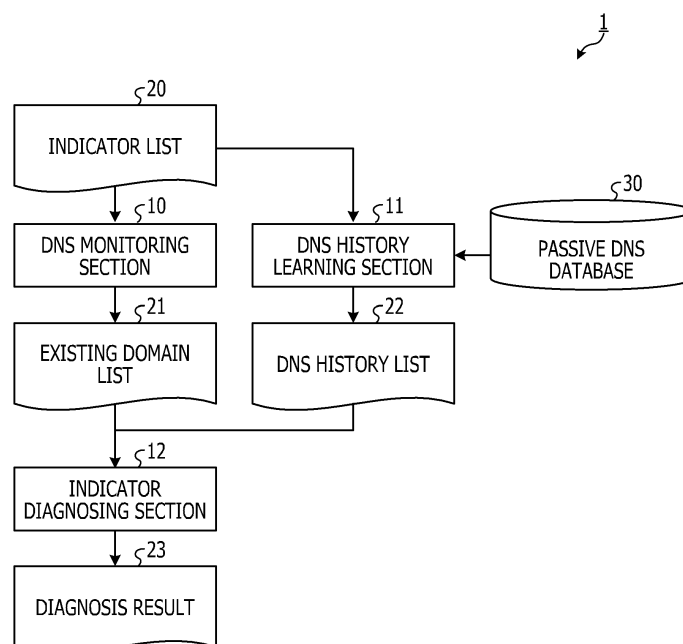 1
20
INDICATOR LIST
10
DNS MONITORING
SECTION
11
DNS HISTORY
LEARNING SECTION
30
PASSIVE DNS
DATABASE
21
EXISTING DOMAIN
LIST
22
DNS HISTORY LIST
12
INDICATOR
DIAGNOSING SECTION
23
DIAGNOSIS RESULT